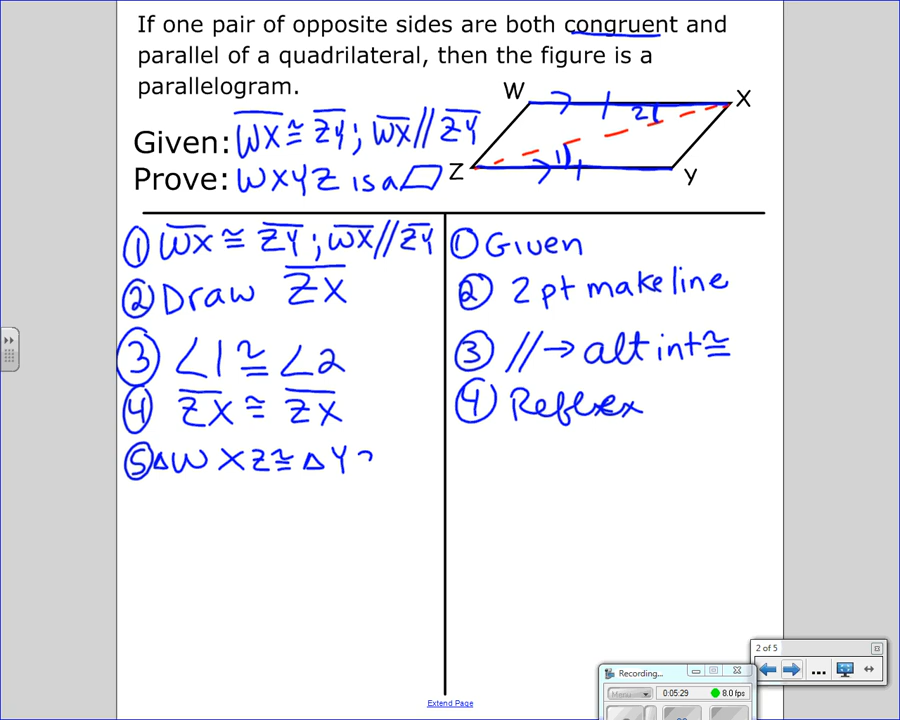 If one pair of opposite sides are both congruent and
parallel of a quadrilateral, then the figure is a
parallelogram.
Given: WX ≅ ZY ; WX // ZY
Prove: WXYZ is a ▱
W
X
Z
Y
2
1
① WX ≅ ZY ; WX // ZY
① Given
② Draw ZX
② 2 pt make line
③ ∠1 ≅ ∠2
③ // → alt int ≅
④ ZX ≅ ZX
④ Reflex
⑤ △WXZ ≅ △Y
2 of 5
Recording...
Menu
0:05:29
8.0 fps
Extend Page